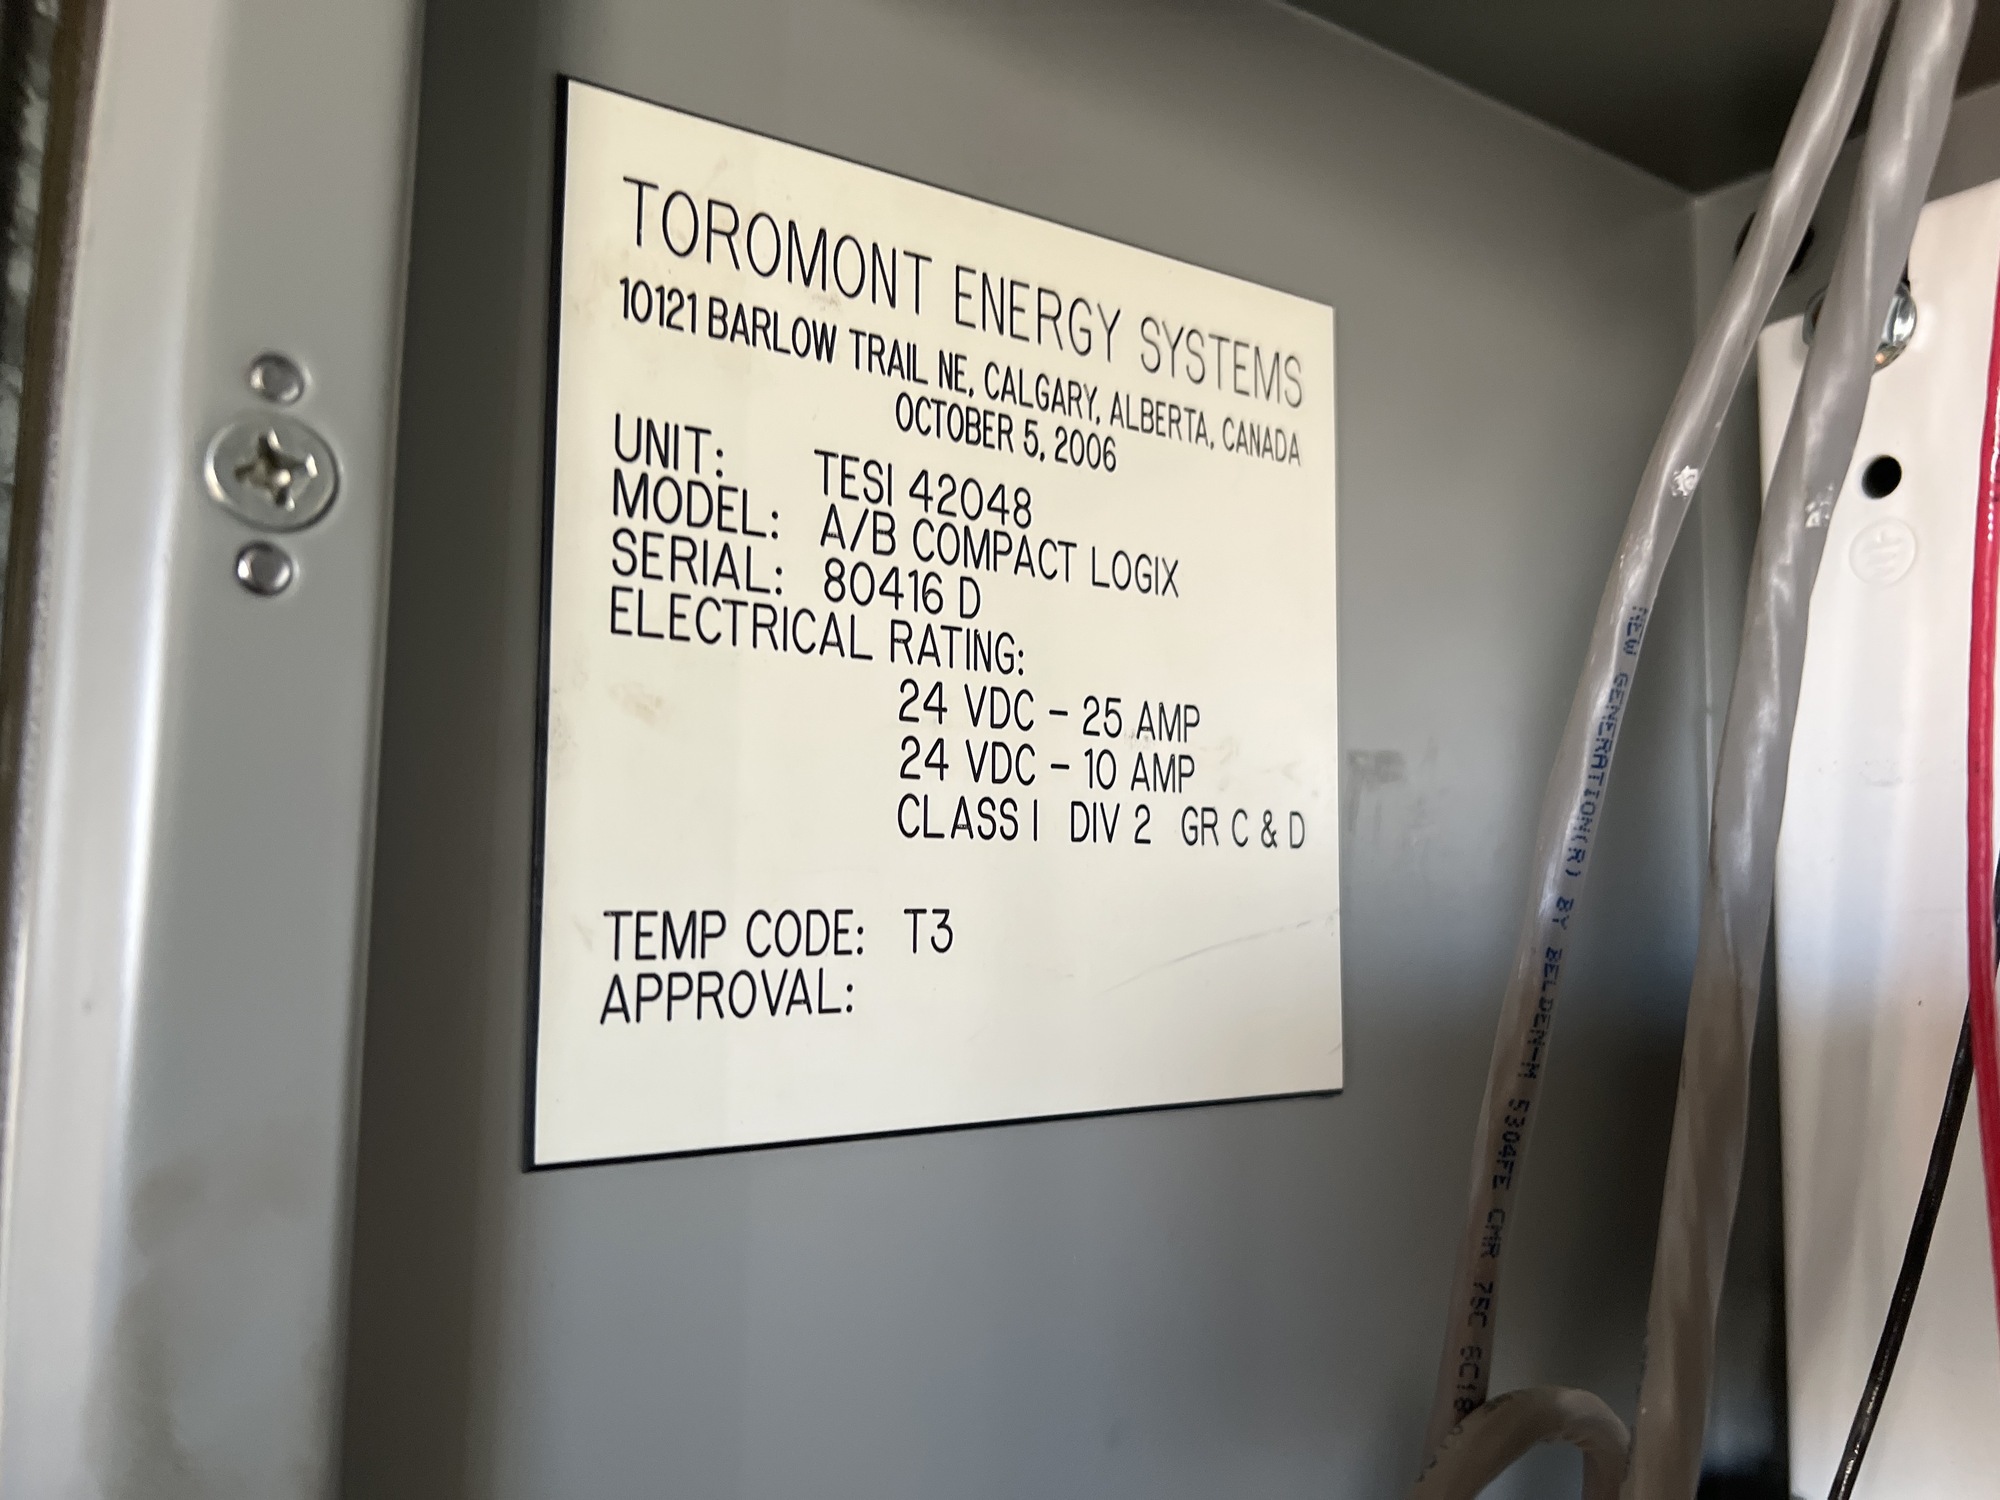 TOROMONT ENERGY SYSTEMS
10121 BARLOW TRAIL NE, CALGARY, ALBERTA, CANADA
OCTOBER 5, 2006
UNIT: TESI 42048
MODEL: A/B COMPACT LOGIX
SERIAL: 80416 D
ELECTRICAL RATING:
24 VDC - 25 AMP
24 VDC - 10 AMP
CLASS I DIV 2 GR C & D
TEMP CODE: T3
APPROVAL:
NEW GENERATION(R) BY BELDEN-M 5304FE CMR 75C